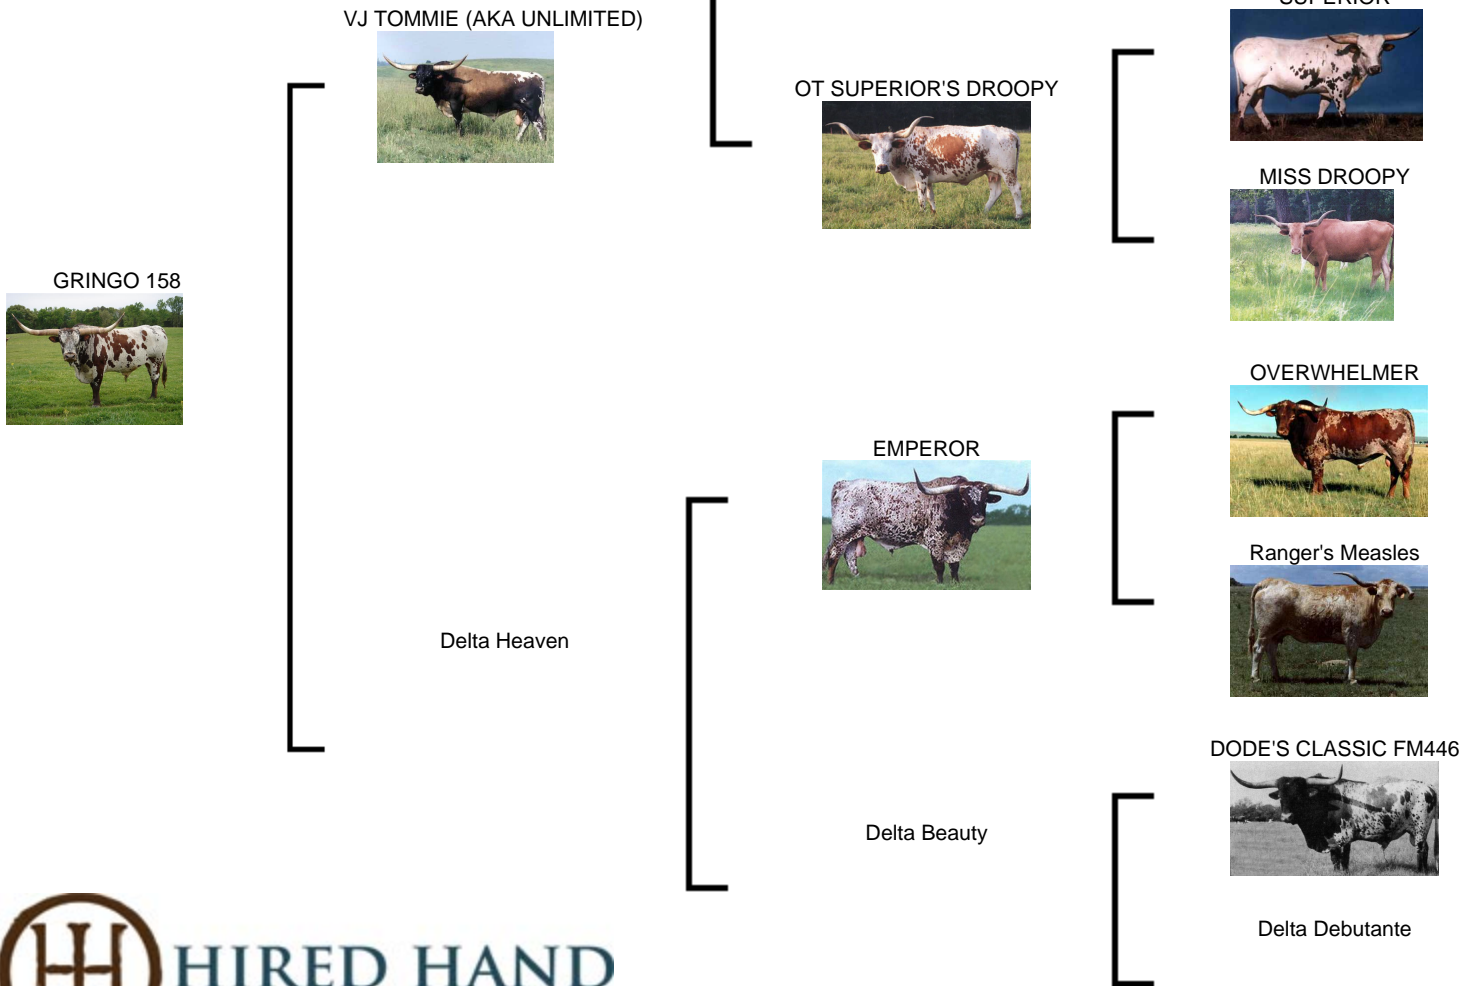 SUPERIOR
VJ TOMMIE (AKA UNLIMITED)
OT SUPERIOR'S DROOPY
MISS DROOPY
GRINGO 158
OVERWHELMER
EMPEROR
Ranger's Measles
Delta Heaven
DODE'S CLASSIC FM446
Delta Beauty
Delta Debutante
HIRED HAND